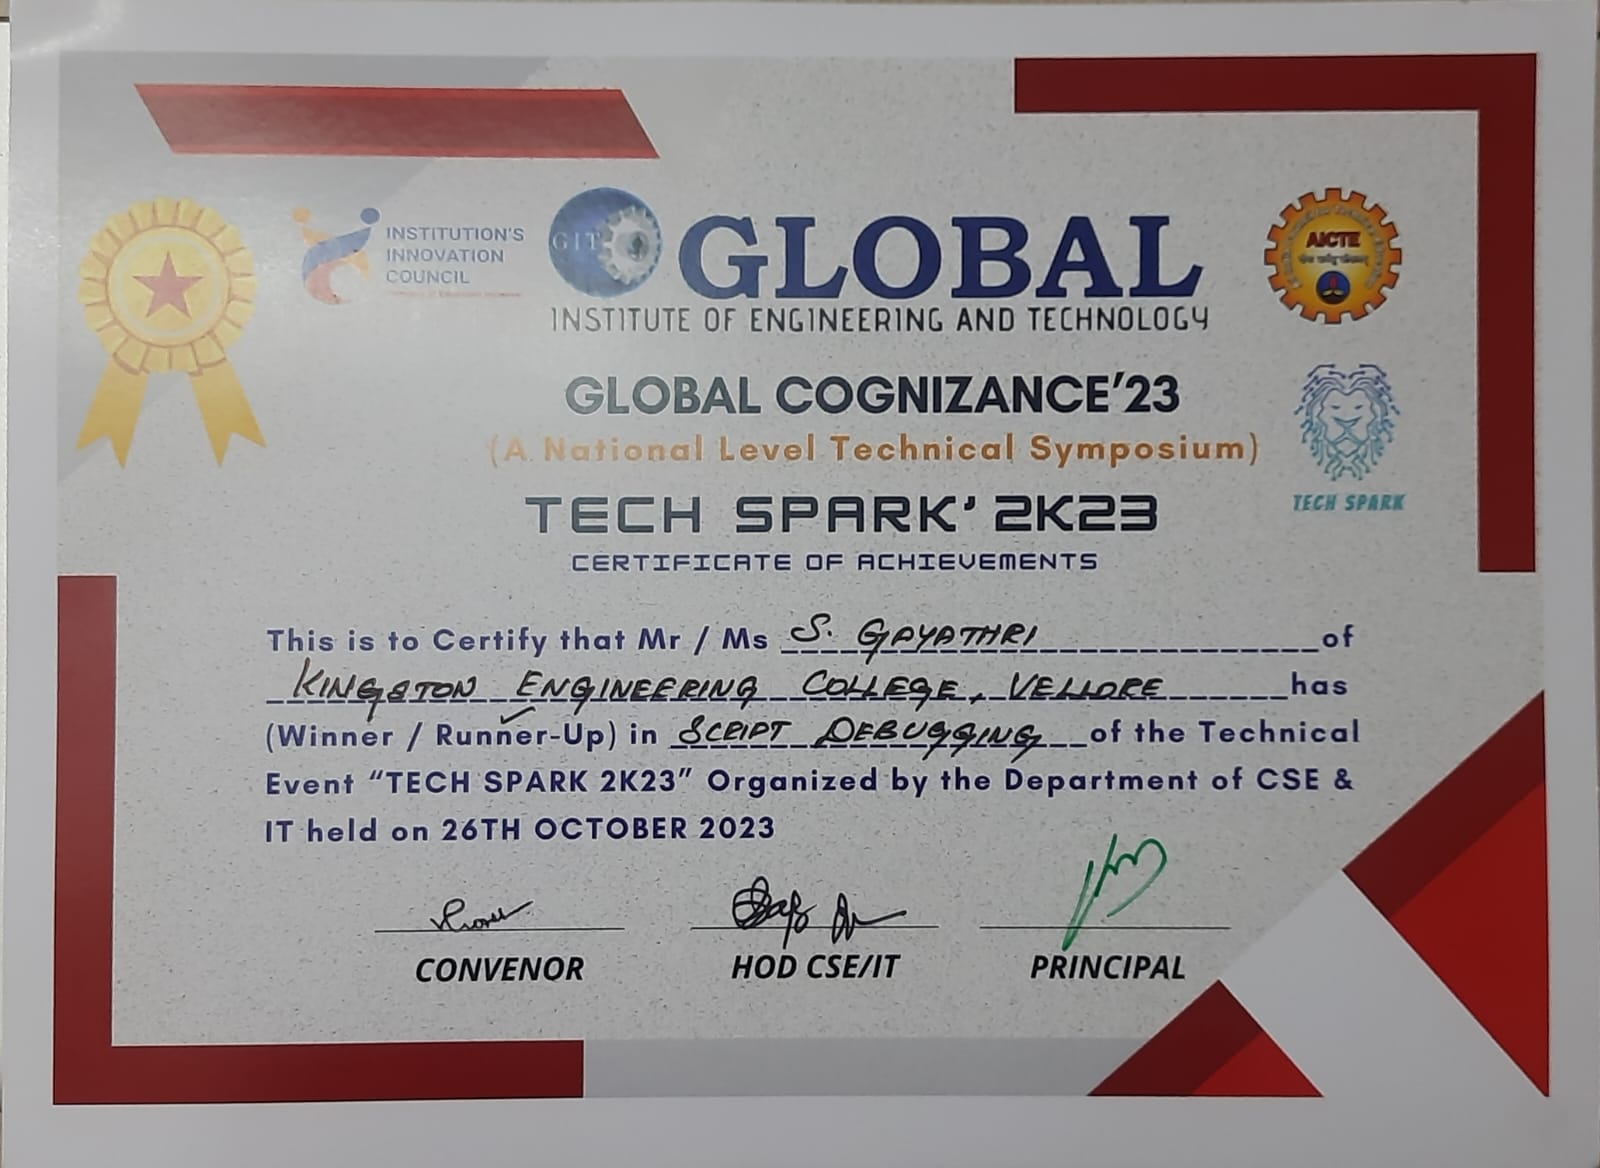 INSTITUTION'S
INNOVATION
COUNCIL
GIT
GLOBAL
INSTITUTE OF ENGINEERING AND TECHNOLOGY
AICTE
GLOBAL COGNIZANCE'23
(A National Level Technical Symposium)
TECH SPARK
TECH SPARK' 2K23
CERTIFICATE OF ACHIEVEMENTS
This is to Certify that Mr / Ms S. GAYATHRI of
KINGSTON ENGINEERING COLLEGE, VELLORE has
(Winner / Runner-Up) in SCRIPT DEBUGGING of the Technical
Event “TECH SPARK 2K23” Organized by the Department of CSE &
IT held on 26TH OCTOBER 2023
CONVENOR
HOD CSE/IT
PRINCIPAL